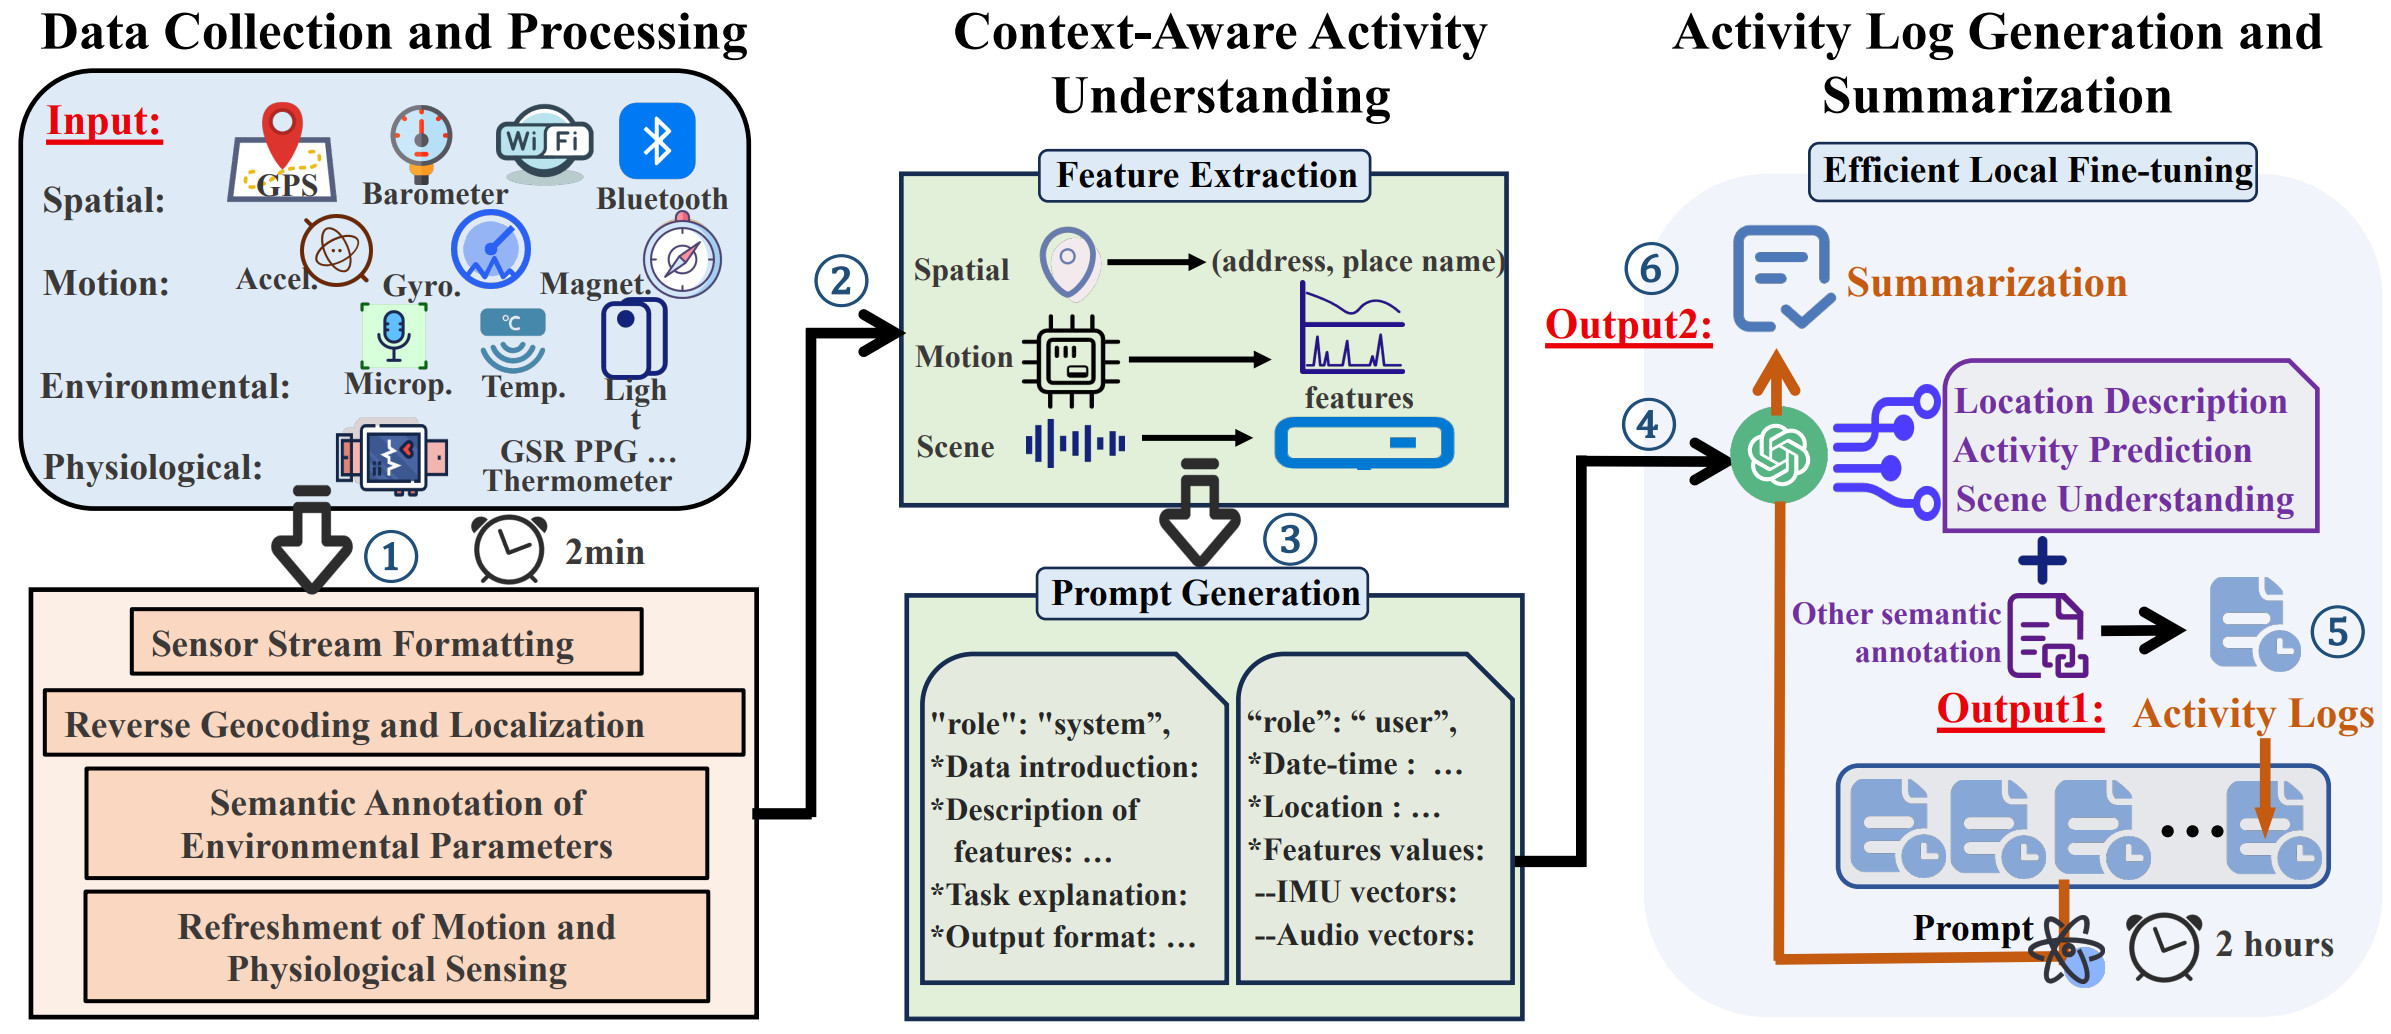 Data Collection and Processing
Input:
GPS
Barometer
Wi Fi
Bluetooth
Spatial:
Motion:
Accel.
Gyro.
Magnet.
Environmental:
Microp.
°C
Temp.
Ligh
t
Physiological:
GSR PPG ...
Thermometer
①
2min
Sensor Stream Formatting
Reverse Geocoding and Localization
Semantic Annotation of
Environmental Parameters
Refreshment of Motion and
Physiological Sensing
②
Context-Aware Activity
Understanding
Feature Extraction
Spatial
(address, place name)
Motion
features
Scene
③
Prompt Generation
"role": "system”,
*Data introduction:
*Description of
features: ...
*Task explanation:
*Output format: ...
“role”: “ user”,
*Date-time : ...
*Location : ...
*Features values:
--IMU vectors:
--Audio vectors:
④
Activity Log Generation and
Summarization
Efficient Local Fine-tuning
⑥
Summarization
Output2:
Location Description
Activity Prediction
Scene Understanding
+
Other semantic
annotation
⑤
Output1:
Activity Logs
...
Prompt
2 hours